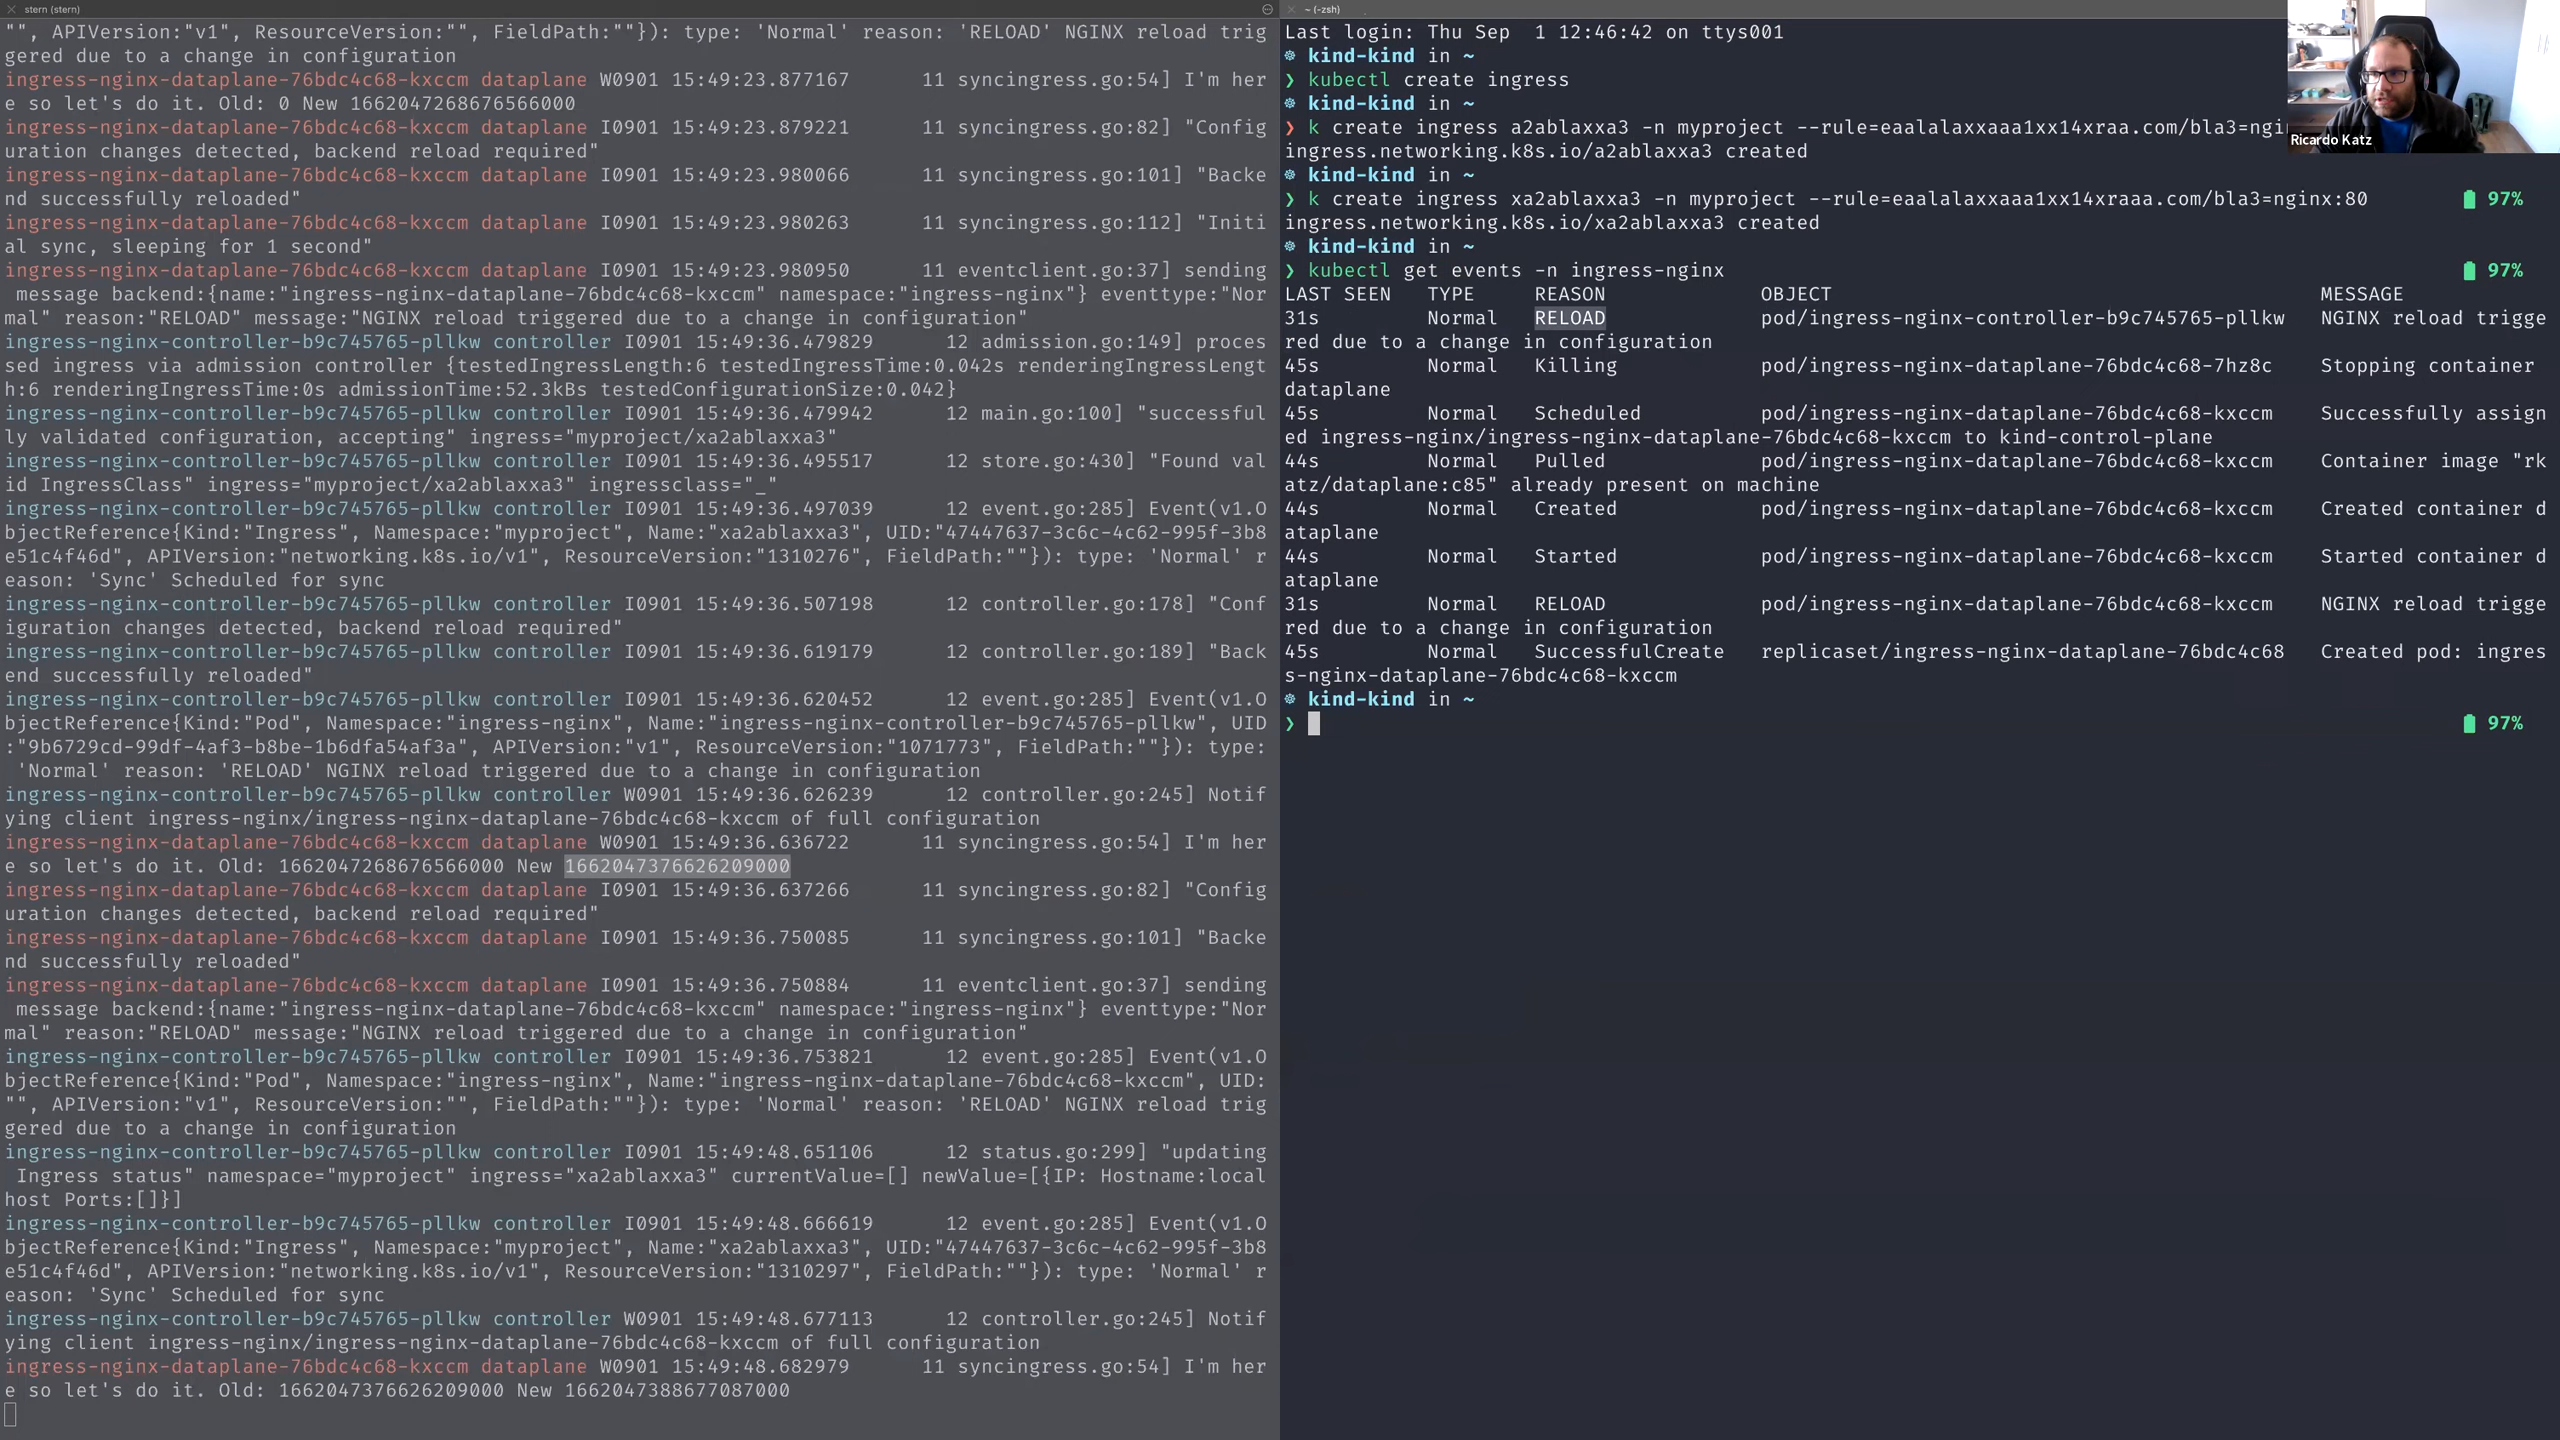 stern (stern)
"", APIVersion:"v1", ResourceVersion:"", FieldPath:""}): type: 'Normal' reason: 'RELOAD' NGINX reload trig
gered due to a change in configuration
ingress-nginx-dataplane-76bdc4c68-kxccm dataplane W0901 15:49:23.877167      11 syncingress.go:54] I'm her
e so let's do it. Old: 0 New 1662047268676566000
ingress-nginx-dataplane-76bdc4c68-kxccm dataplane I0901 15:49:23.879221      11 syncingress.go:82] "Config
uration changes detected, backend reload required"
ingress-nginx-dataplane-76bdc4c68-kxccm dataplane I0901 15:49:23.980066      11 syncingress.go:101] "Backe
nd successfully reloaded"
ingress-nginx-dataplane-76bdc4c68-kxccm dataplane I0901 15:49:23.980263      11 syncingress.go:112] "Initi
al sync, sleeping for 1 second"
ingress-nginx-dataplane-76bdc4c68-kxccm dataplane I0901 15:49:23.980950      11 eventclient.go:37] sending
 message backend:{name:"ingress-nginx-dataplane-76bdc4c68-kxccm" namespace:"ingress-nginx"} eventtype:"Nor
mal" reason:"RELOAD" message:"NGINX reload triggered due to a change in configuration"
ingress-nginx-controller-b9c745765-pllkw controller I0901 15:49:36.479829      12 admission.go:149] proces
sed ingress via admission controller {testedIngressLength:6 testedIngressTime:0.042s renderingIngressLengt
h:6 renderingIngressTime:0s admissionTime:52.3kBs testedConfigurationSize:0.042}
ingress-nginx-controller-b9c745765-pllkw controller I0901 15:49:36.479942      12 main.go:100] "successful
ly validated configuration, accepting" ingress="myproject/xa2ablaxxa3"
ingress-nginx-controller-b9c745765-pllkw controller I0901 15:49:36.495517      12 store.go:430] "Found val
id IngressClass" ingress="myproject/xa2ablaxxa3" ingressclass="_"
ingress-nginx-controller-b9c745765-pllkw controller I0901 15:49:36.497039      12 event.go:285] Event(v1.O
bjectReference{Kind:"Ingress", Namespace:"myproject", Name:"xa2ablaxxa3", UID:"47447637-3c6c-4c62-995f-3b8
e51c4f46d", APIVersion:"networking.k8s.io/v1", ResourceVersion:"1310276", FieldPath:""}): type: 'Normal' r
eason: 'Sync' Scheduled for sync
ingress-nginx-controller-b9c745765-pllkw controller I0901 15:49:36.507198      12 controller.go:178] "Conf
iguration changes detected, backend reload required"
ingress-nginx-controller-b9c745765-pllkw controller I0901 15:49:36.619179      12 controller.go:189] "Back
end successfully reloaded"
ingress-nginx-controller-b9c745765-pllkw controller I0901 15:49:36.620452      12 event.go:285] Event(v1.O
bjectReference{Kind:"Pod", Namespace:"ingress-nginx", Name:"ingress-nginx-controller-b9c745765-pllkw", UID
:"9b6729cd-99df-4af3-b8be-1b6dfa54af3a", APIVersion:"v1", ResourceVersion:"1071773", FieldPath:""}): type:
 'Normal' reason: 'RELOAD' NGINX reload triggered due to a change in configuration
ingress-nginx-controller-b9c745765-pllkw controller W0901 15:49:36.626239      12 controller.go:245] Notif
ying client ingress-nginx/ingress-nginx-dataplane-76bdc4c68-kxccm of full configuration
ingress-nginx-dataplane-76bdc4c68-kxccm dataplane W0901 15:49:36.636722      11 syncingress.go:54] I'm her
e so let's do it. Old: 1662047268676566000 New 1662047376626209000
ingress-nginx-dataplane-76bdc4c68-kxccm dataplane I0901 15:49:36.637266      11 syncingress.go:82] "Config
uration changes detected, backend reload required"
ingress-nginx-dataplane-76bdc4c68-kxccm dataplane I0901 15:49:36.750085      11 syncingress.go:101] "Backe
nd successfully reloaded"
ingress-nginx-dataplane-76bdc4c68-kxccm dataplane I0901 15:49:36.750884      11 eventclient.go:37] sending
 message backend:{name:"ingress-nginx-dataplane-76bdc4c68-kxccm" namespace:"ingress-nginx"} eventtype:"Nor
mal" reason:"RELOAD" message:"NGINX reload triggered due to a change in configuration"
ingress-nginx-controller-b9c745765-pllkw controller I0901 15:49:36.753821      12 event.go:285] Event(v1.O
bjectReference{Kind:"Pod", Namespace:"ingress-nginx", Name:"ingress-nginx-dataplane-76bdc4c68-kxccm", UID:
"", APIVersion:"v1", ResourceVersion:"", FieldPath:""}): type: 'Normal' reason: 'RELOAD' NGINX reload trig
gered due to a change in configuration
ingress-nginx-controller-b9c745765-pllkw controller I0901 15:49:48.651106      12 status.go:299] "updating
 Ingress status" namespace="myproject" ingress="xa2ablaxxa3" currentValue=[] newValue=[{IP: Hostname:local
host Ports:[]}]
ingress-nginx-controller-b9c745765-pllkw controller I0901 15:49:48.666619      12 event.go:285] Event(v1.O
bjectReference{Kind:"Ingress", Namespace:"myproject", Name:"xa2ablaxxa3", UID:"47447637-3c6c-4c62-995f-3b8
e51c4f46d", APIVersion:"networking.k8s.io/v1", ResourceVersion:"1310297", FieldPath:""}): type: 'Normal' r
eason: 'Sync' Scheduled for sync
ingress-nginx-controller-b9c745765-pllkw controller W0901 15:49:48.677113      12 controller.go:245] Notif
ying client ingress-nginx/ingress-nginx-dataplane-76bdc4c68-kxccm of full configuration
ingress-nginx-dataplane-76bdc4c68-kxccm dataplane W0901 15:49:48.682979      11 syncingress.go:54] I'm her
e so let's do it. Old: 1662047376626209000 New 1662047388677087000
~ (-zsh)
Last login: Thu Sep  1 12:46:42 on ttys001
kind-kind in ~
❯ kubectl create ingress
kind-kind in ~
❯ k create ingress a2ablaxxa3 -n myproject --rule=eaalalaxxaaa1xx14xraa.com/bla3=ngi
ingress.networking.k8s.io/a2ablaxxa3 created
kind-kind in ~
❯ k create ingress xa2ablaxxa3 -n myproject --rule=eaalalaxxaaa1xx14xraaa.com/bla3=nginx:80 97%
ingress.networking.k8s.io/xa2ablaxxa3 created
kind-kind in ~
❯ kubectl get events -n ingress-nginx 97%
LAST SEEN   TYPE     REASON             OBJECT                                         MESSAGE
31s         Normal   RELOAD             pod/ingress-nginx-controller-b9c745765-pllkw   NGINX reload trigge
red due to a change in configuration
45s         Normal   Killing            pod/ingress-nginx-dataplane-76bdc4c68-7hz8c    Stopping container
dataplane
45s         Normal   Scheduled          pod/ingress-nginx-dataplane-76bdc4c68-kxccm    Successfully assign
ed ingress-nginx/ingress-nginx-dataplane-76bdc4c68-kxccm to kind-control-plane
44s         Normal   Pulled             pod/ingress-nginx-dataplane-76bdc4c68-kxccm    Container image "rk
atz/dataplane:c85" already present on machine
44s         Normal   Created            pod/ingress-nginx-dataplane-76bdc4c68-kxccm    Created container d
ataplane
44s         Normal   Started            pod/ingress-nginx-dataplane-76bdc4c68-kxccm    Started container d
ataplane
31s         Normal   RELOAD             pod/ingress-nginx-dataplane-76bdc4c68-kxccm    NGINX reload trigge
red due to a change in configuration
45s         Normal   SuccessfulCreate   replicaset/ingress-nginx-dataplane-76bdc4c68   Created pod: ingres
s-nginx-dataplane-76bdc4c68-kxccm
kind-kind in ~
❯ 97%
Ricardo Katz